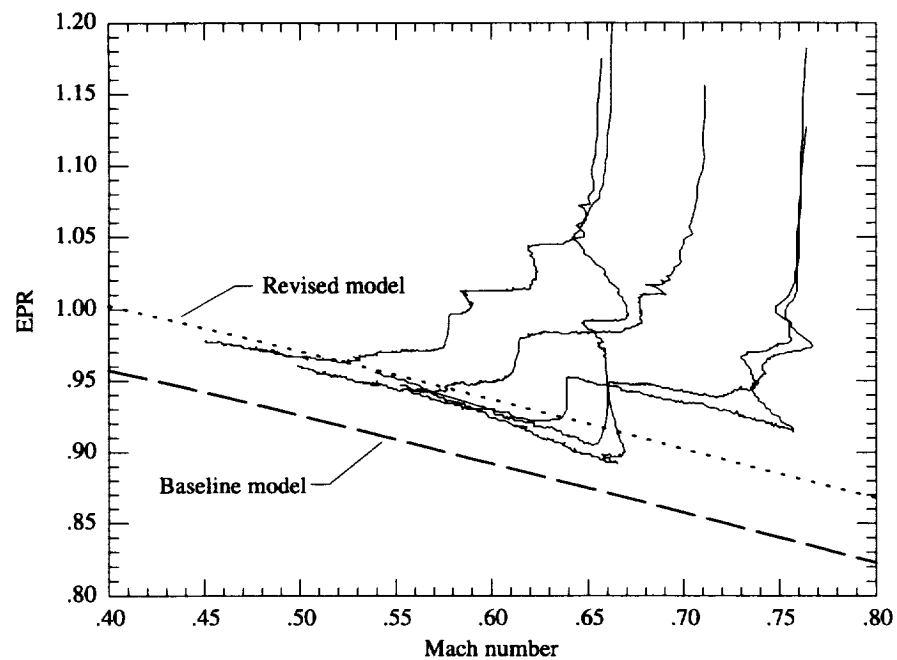 1.20
1.15
1.10
1.05
1.00
.95
.90
.85
.80
EPR
Revised model
Baseline model
.40 .45 .50 .55 .60 .65 .70 .75 .80
Mach number